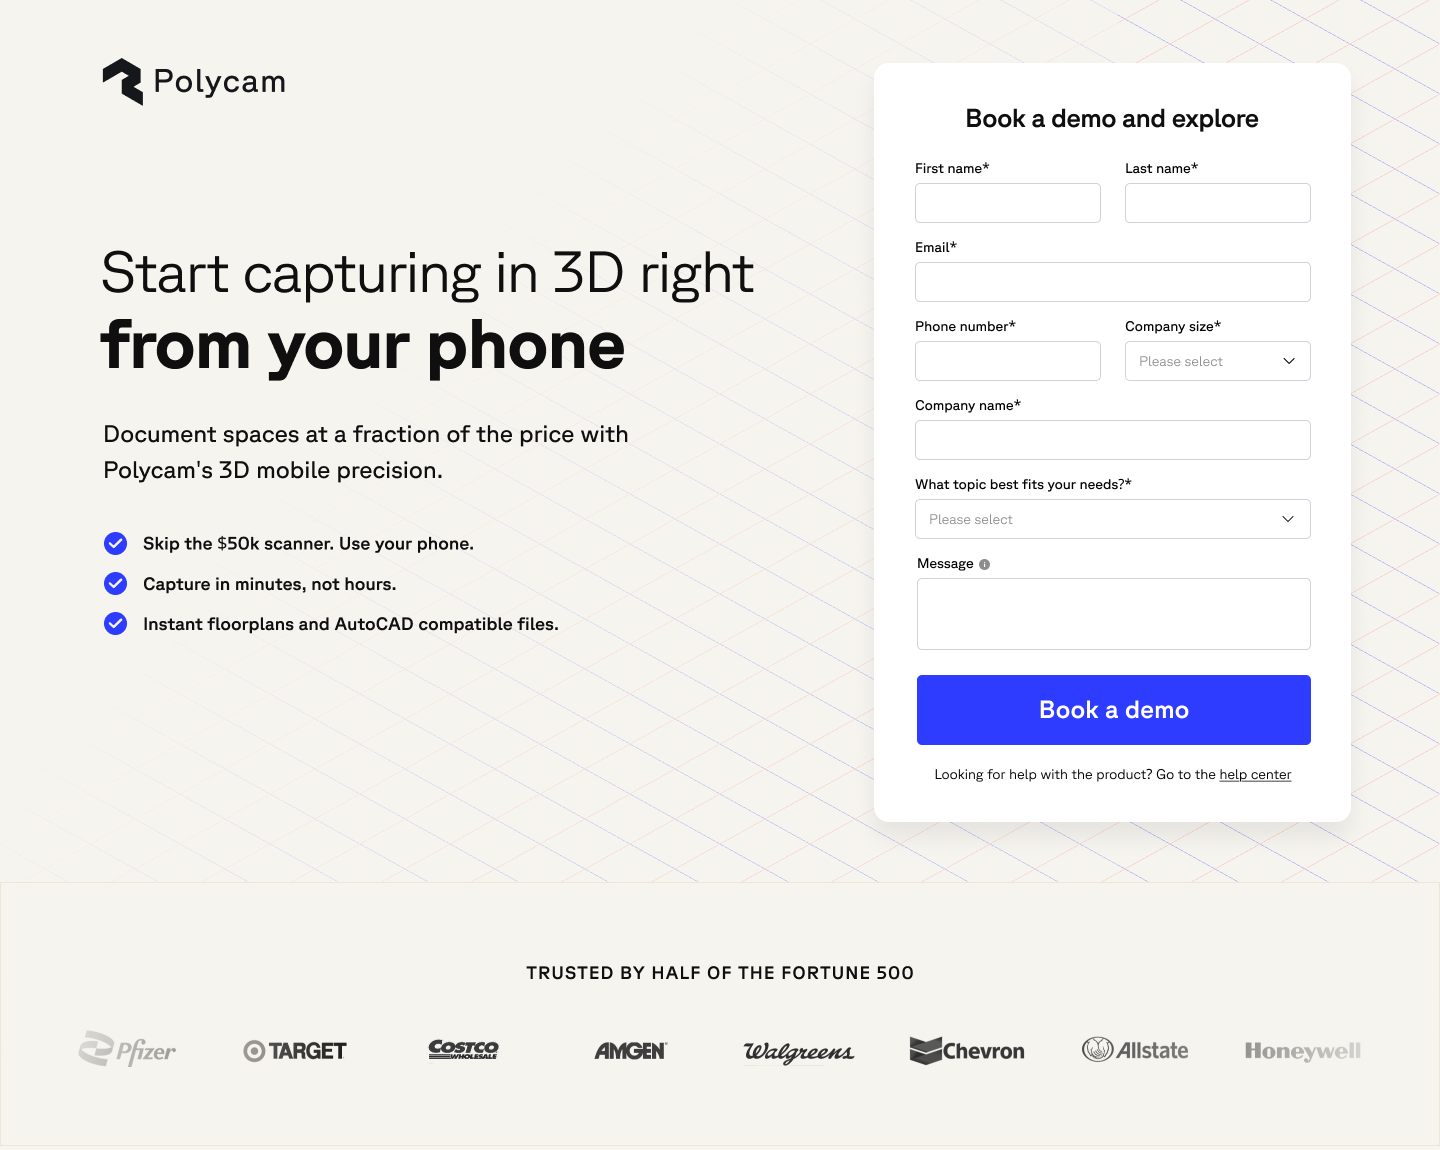 Polycam
Start capturing in 3D right
from your phone
Document spaces at a fraction of the price with
Polycam's 3D mobile precision.
Skip the $50k scanner. Use your phone.
Capture in minutes, not hours.
Instant floorplans and AutoCAD compatible files.
Book a demo and explore
First name*
Last name*
Email*
Phone number*
Company size*
Please select
Company name*
What topic best fits your needs?*
Please select
Message
Book a demo
Looking for help with the product? Go to the help center
TRUSTED BY HALF OF THE FORTUNE 500
Pfizer
TARGET
COSTCO
WHOLESALE
AMGEN
Walgreens
Chevron
Allstate
Honeywell